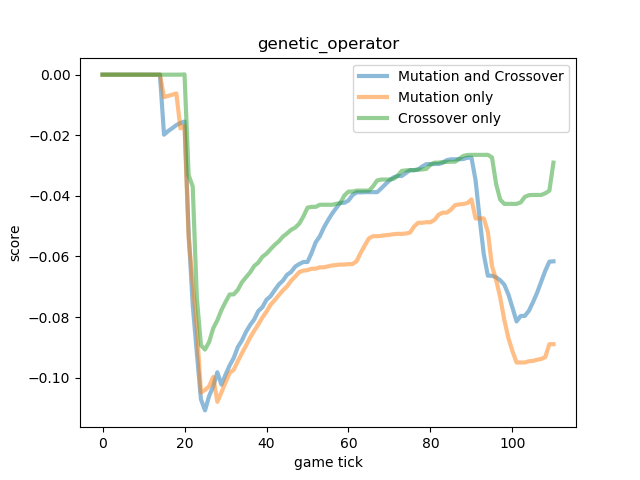 genetic_operator
Mutation and Crossover
Mutation only
Crossover only
score
0.00
−0.02
−0.04
−0.06
−0.08
−0.10
0 20 40 60 80 100
game tick